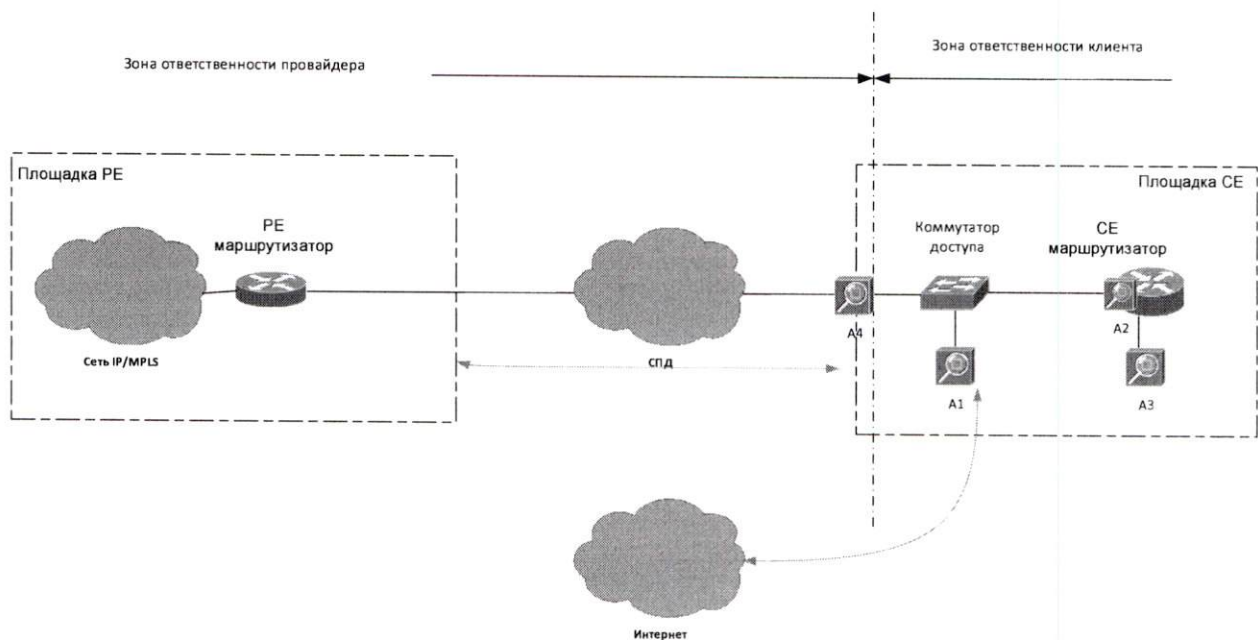 Зона ответственности провайдера
Зона ответственности клиента
Площадка PE
PE
маршрутизатор
Сеть IP/MPLS
СПД
A4
Площадка CE
Коммутатор
доступа
CE
маршрутизатор
A2
A1
A3
Интернет